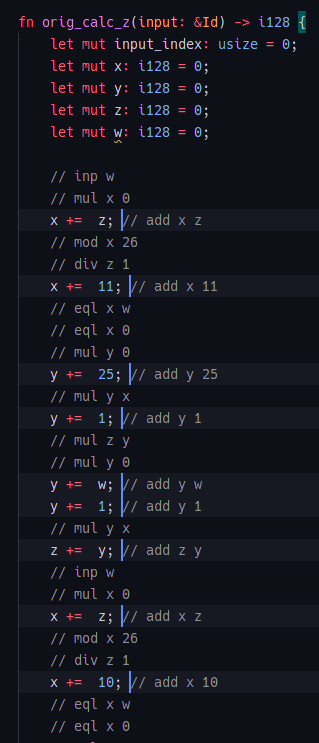 fn orig_calc_z(input: &Id) -> i128 {
    let mut input_index: usize = 0;
    let mut x: i128 = 0;
    let mut y: i128 = 0;
    let mut z: i128 = 0;
    let mut w: i128 = 0;

    // inp w
    // mul x 0
    x +=  z; // add x z
    // mod x 26
    // div z 1
    x +=  11; // add x 11
    // eql x w
    // eql x 0
    // mul y 0
    y +=  25; // add y 25
    // mul y x
    y +=  1; // add y 1
    // mul z y
    // mul y 0
    y +=  w; // add y w
    y +=  1; // add y 1
    // mul y x
    z +=  y; // add z y
    // inp w
    // mul x 0
    x +=  z; // add x z
    // mod x 26
    // div z 1
    x +=  10; // add x 10
    // eql x w
    // eql x 0